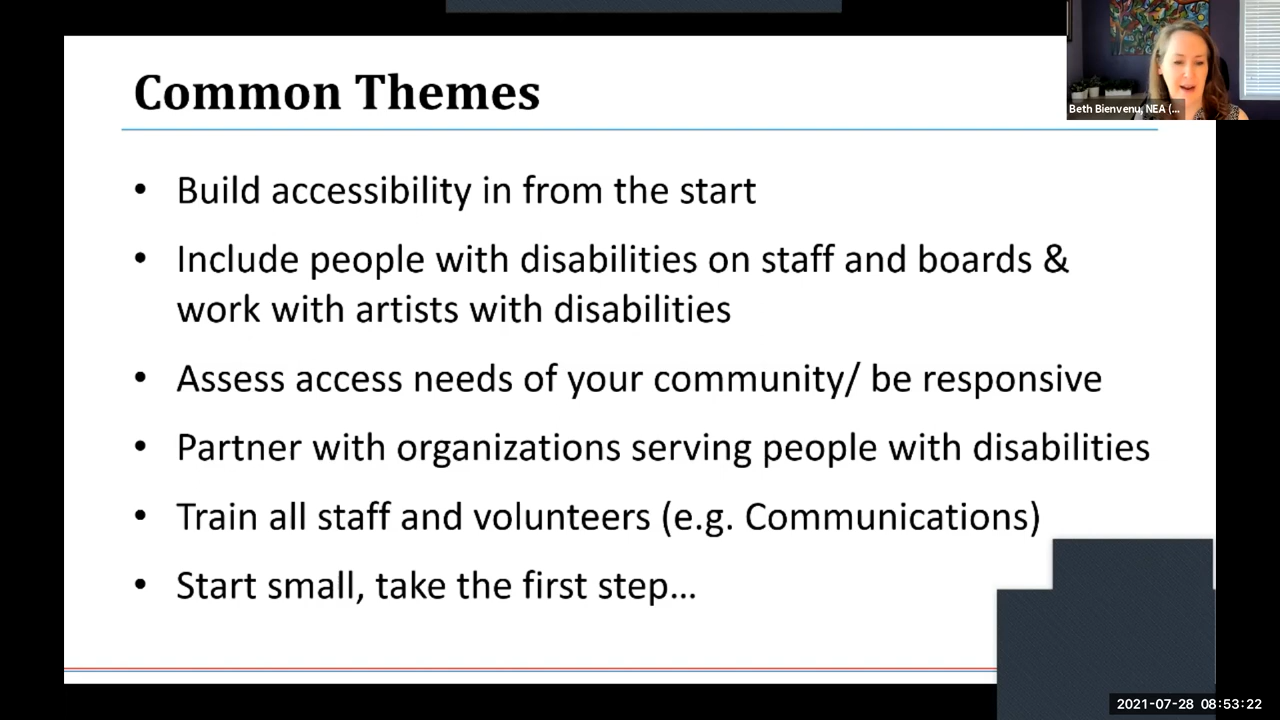 Common Themes
Beth Bienvenu, NEA (...
• Build accessibility in from the start
• Include people with disabilities on staff and boards &
work with artists with disabilities
• Assess access needs of your community/ be responsive
• Partner with organizations serving people with disabilities
• Train all staff and volunteers (e.g. Communications)
• Start small, take the first step...
2021-07-28 08:53:22